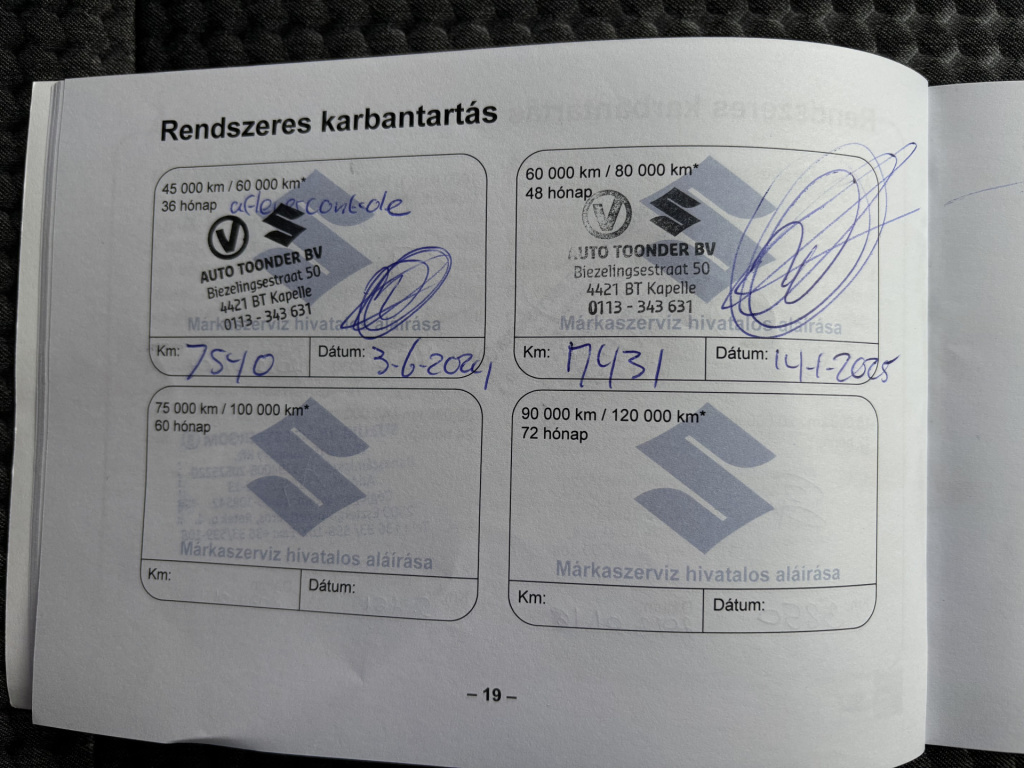 Rendszeres karbantartás
45 000 km / 60 000 km*
36 hónap aflevercontrole
AUTO TOONDER BV
Biezelingsestraat 50
4421 BT Kapelle
0113 - 343 631
Márkaszerviz hivatalos aláírása
Km: 7540
Dátum: 3-6-2024
60 000 km / 80 000 km*
48 hónap
AUTO TOONDER BV
Biezelingsestraat 50
4421 BT Kapelle
0113 - 343 631
Márkaszerviz hivatalos aláírása
Km: 17431
Dátum: 14-1-2025
75 000 km / 100 000 km*
60 hónap
Márkaszerviz hivatalos aláírása
Km:
Dátum:
90 000 km / 120 000 km*
72 hónap
Márkaszerviz hivatalos aláírása
Km:
Dátum:
– 19 –